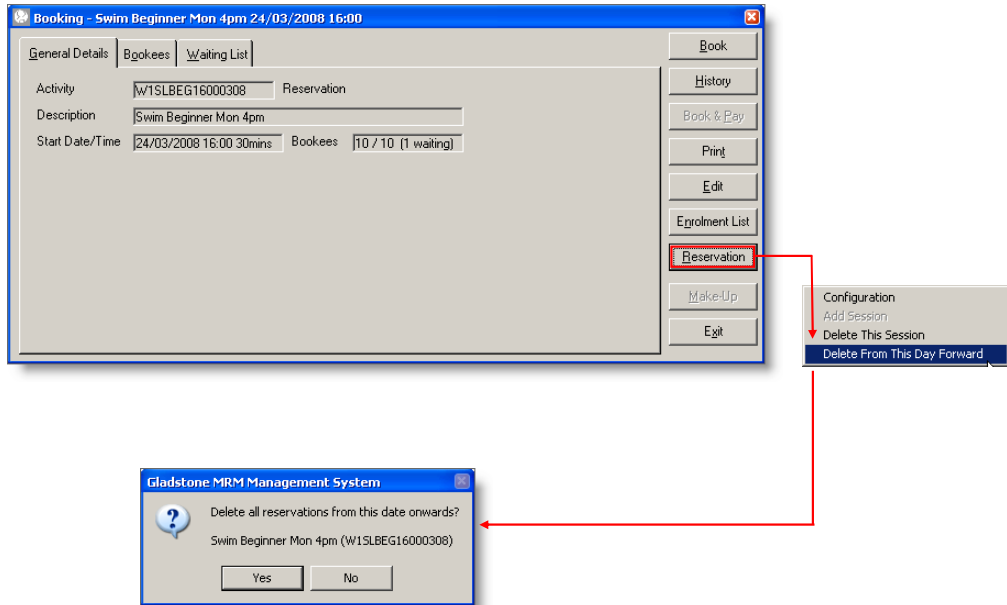 Booking - Swim Beginner Mon 4pm 24/03/2008 16:00
General Details Bookees Waiting List
Activity W1SLBEG16000308 Reservation
Description Swim Beginner Mon 4pm
Start Date/Time 24/03/2008 16:00 30mins Bookees 10 / 10 (1 waiting)
Book
History
Book & Pay
Print
Edit
Enrolment List
Reservation
Make-Up
Exit
Configuration
Add Session
Delete This Session
Delete From This Day Forward
Gladstone MRM Management System
Delete all reservations from this date onwards?
Swim Beginner Mon 4pm (W1SLBEG16000308)
Yes No